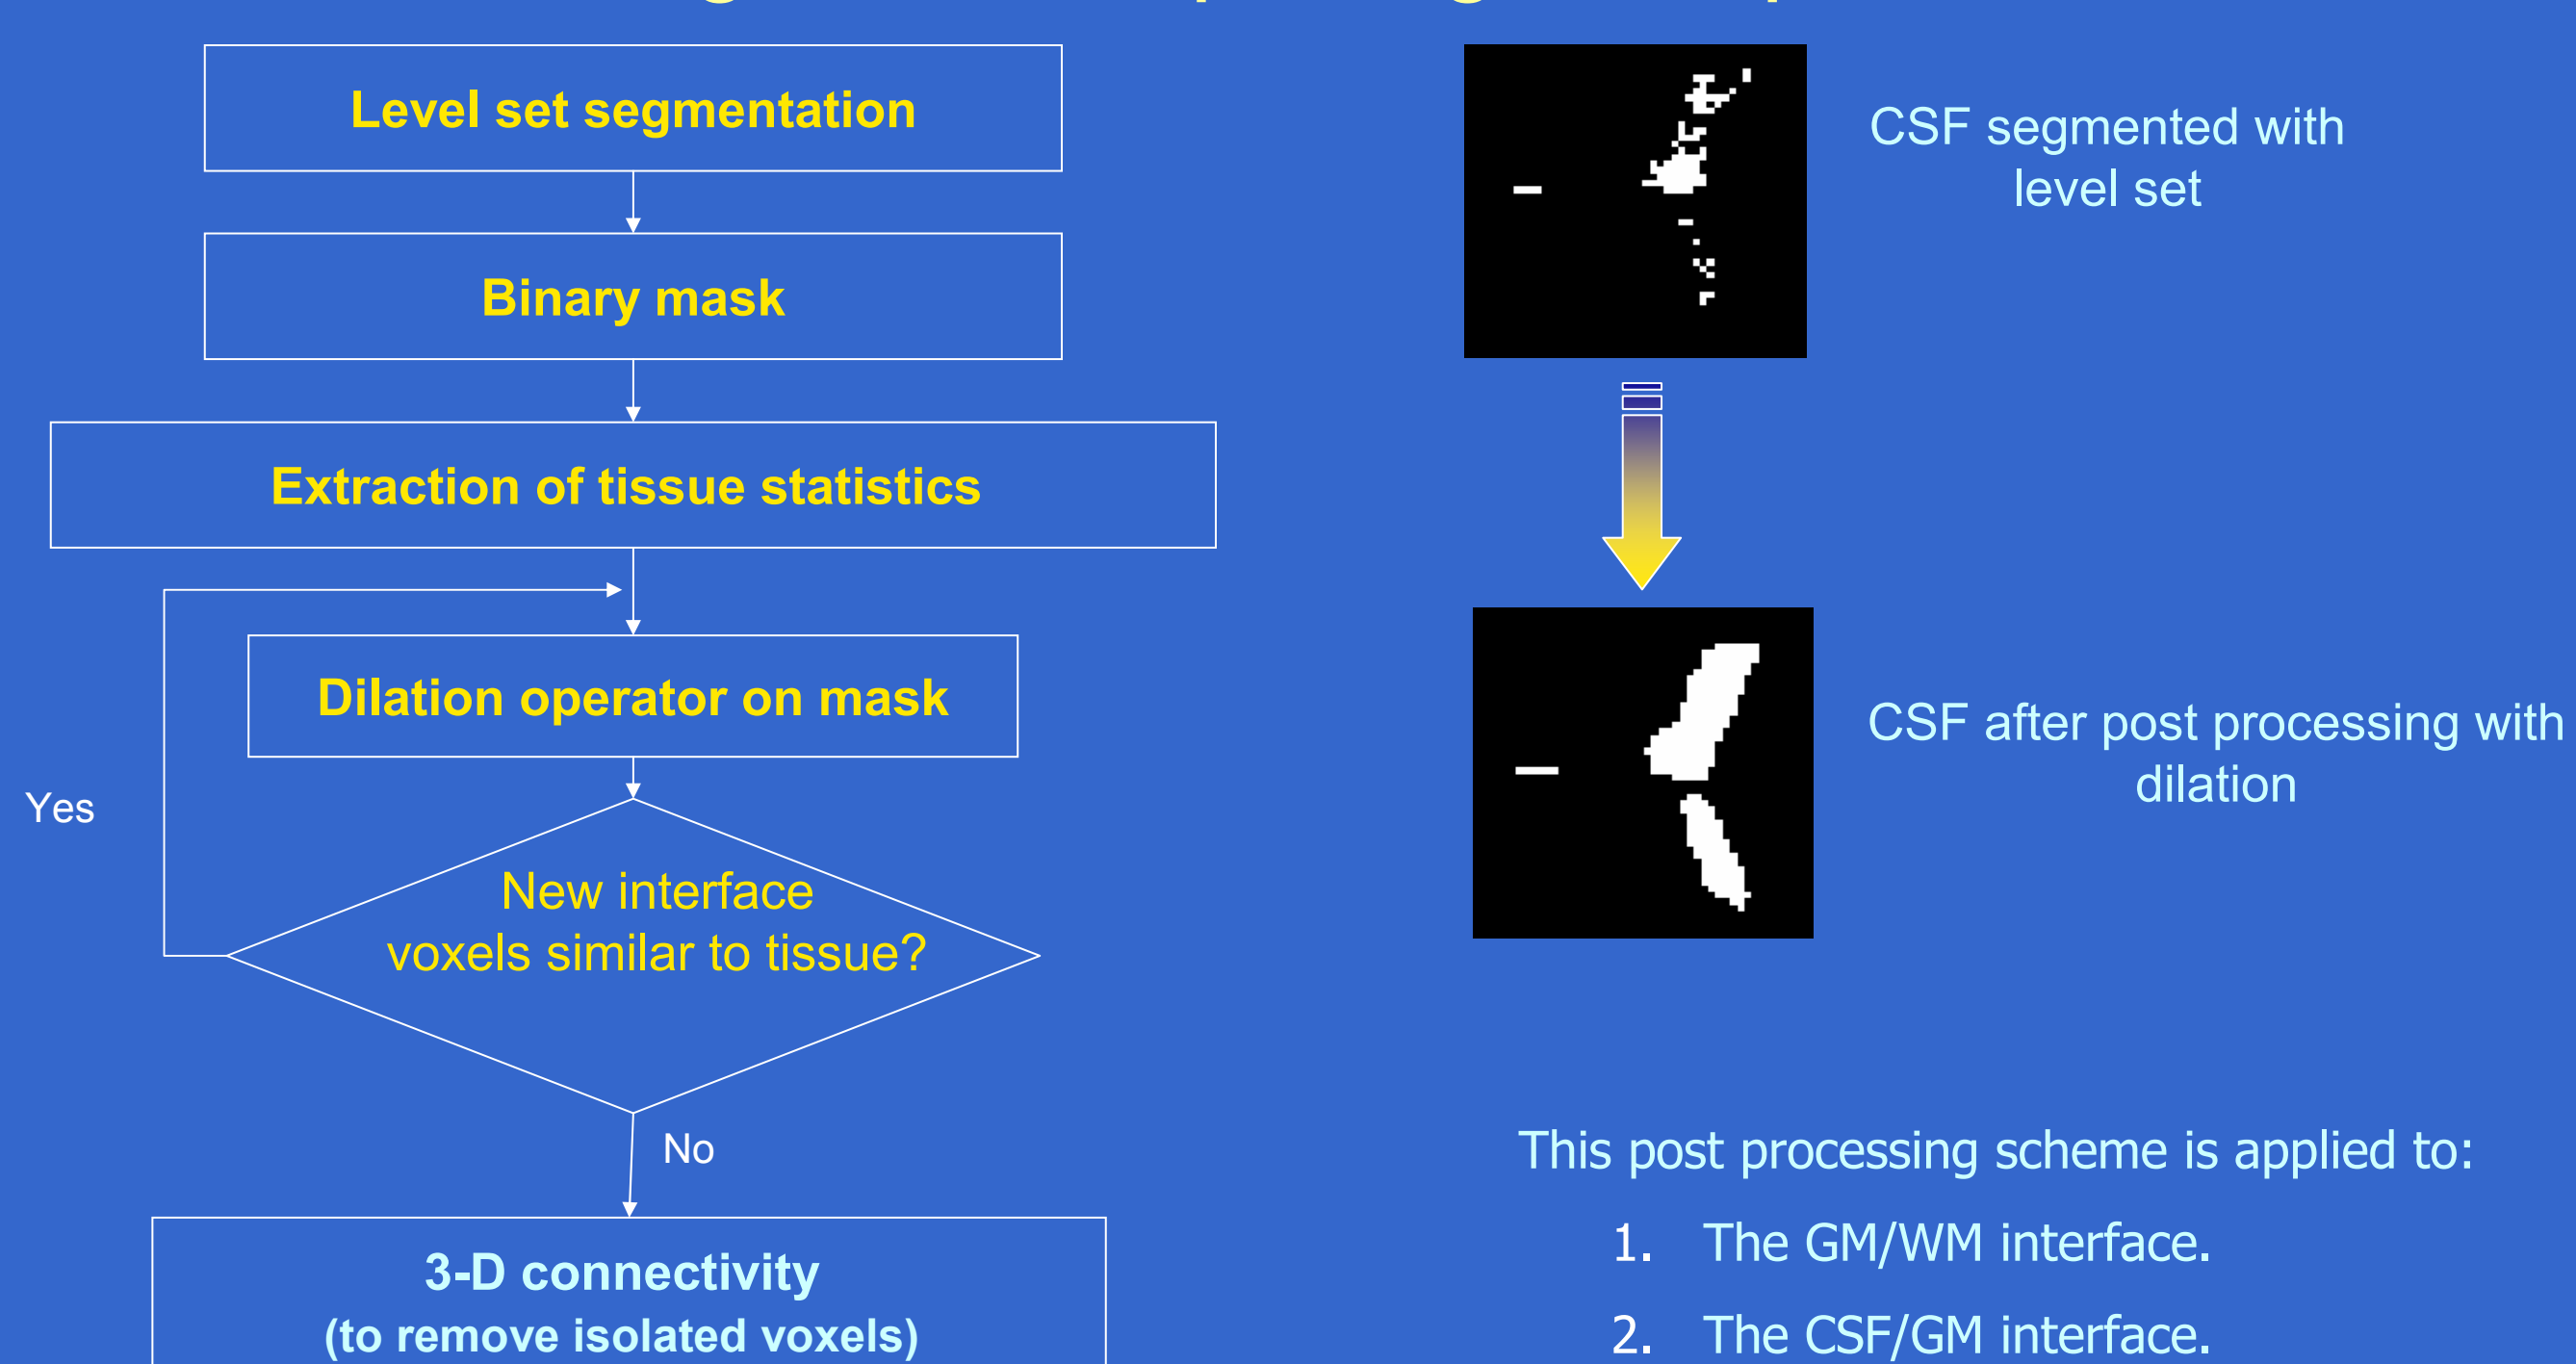 Level set segmentation
Binary mask
Extraction of tissue statistics
Dilation operator on mask
Yes
New interface
voxels similar to tissue?
No
3-D connectivity
(to remove isolated voxels)
CSF segmented with
level set
CSF after post processing with
dilation
This post processing scheme is applied to:
1. The GM/WM interface.
2. The CSF/GM interface.